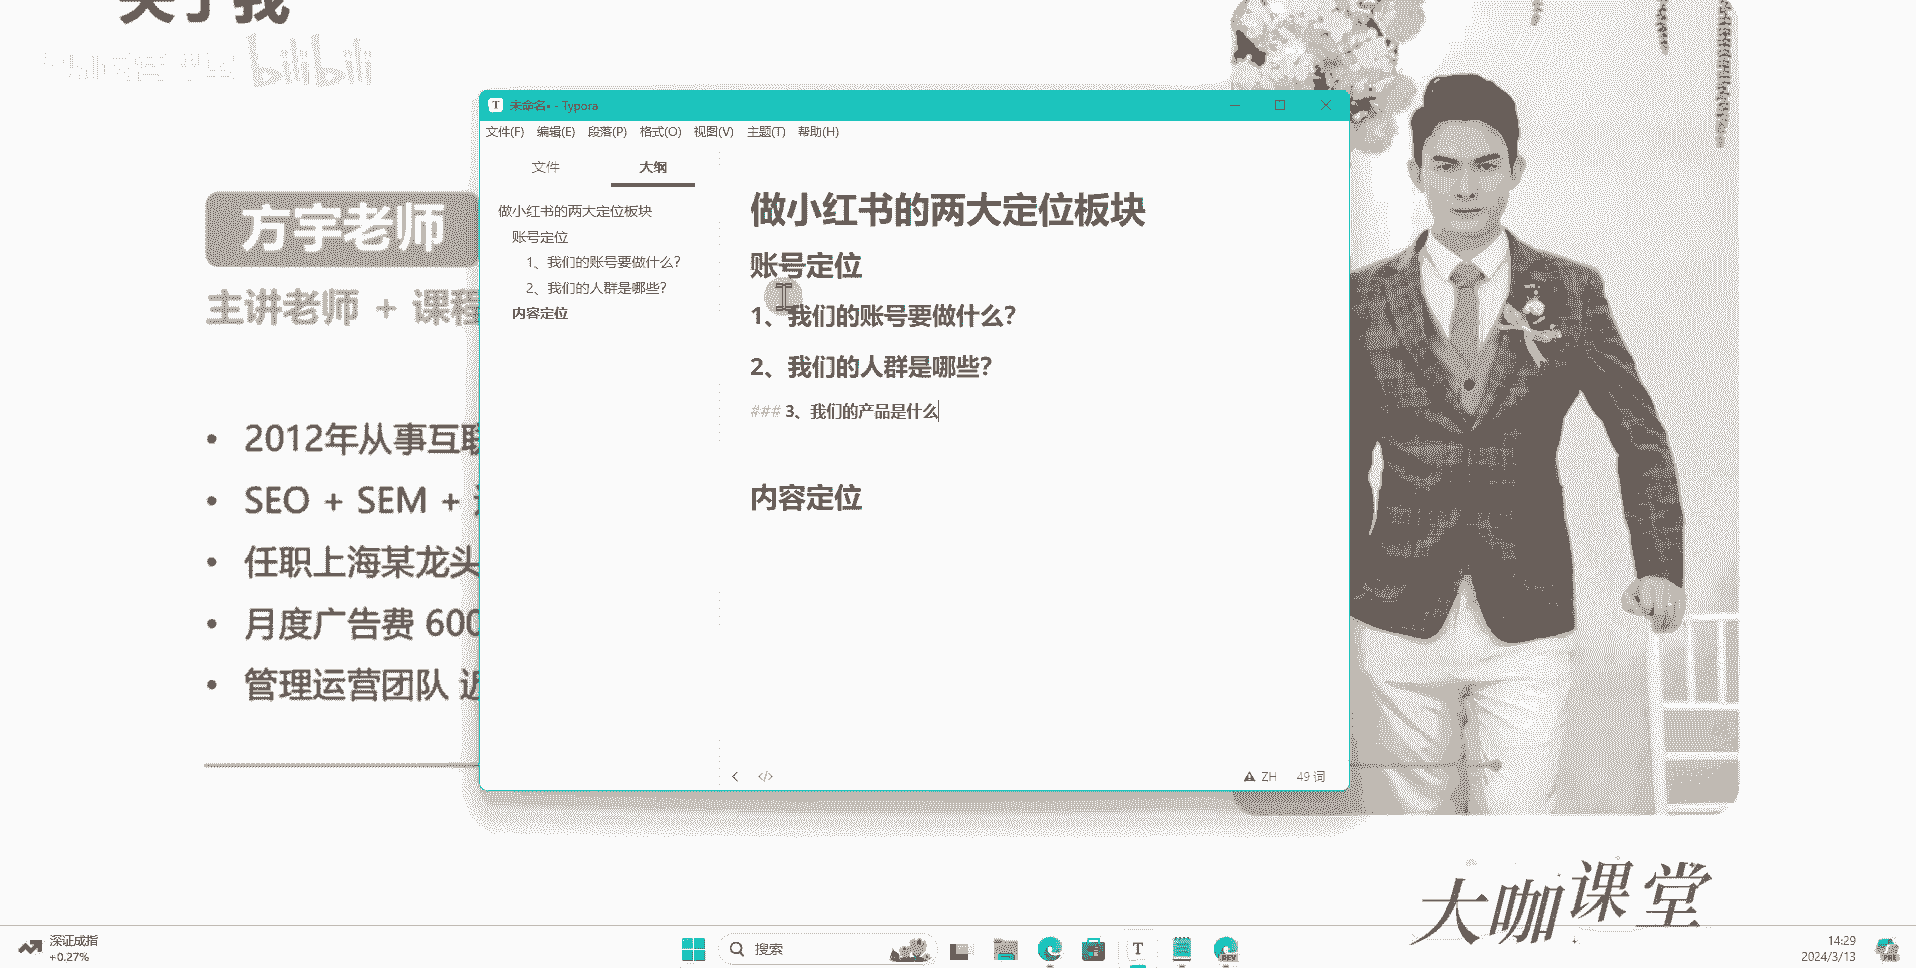 关于我
bilibili
方宇老师
主讲老师 + 课程
2012年从事互联
SEO + SEM +
任职上海某龙头
月度广告费 600
管理运营团队 近
未命名• - Typora
文件(F) 编辑(E) 段落(P) 格式(O) 视图(V) 主题(T) 帮助(H)
文件 大纲
做小红书的两大定位板块
账号定位
1、我们的账号要做什么？
2、我们的人群是哪些？
内容定位
做小红书的两大定位板块
账号定位
1、我们的账号要做什么？
2、我们的人群是哪些？
### 3、我们的产品是什么
内容定位
ZH 49 词
大咖课堂
深证成指
+0.27%
搜索
T
DEV
14:29
2024/3/13
PRE